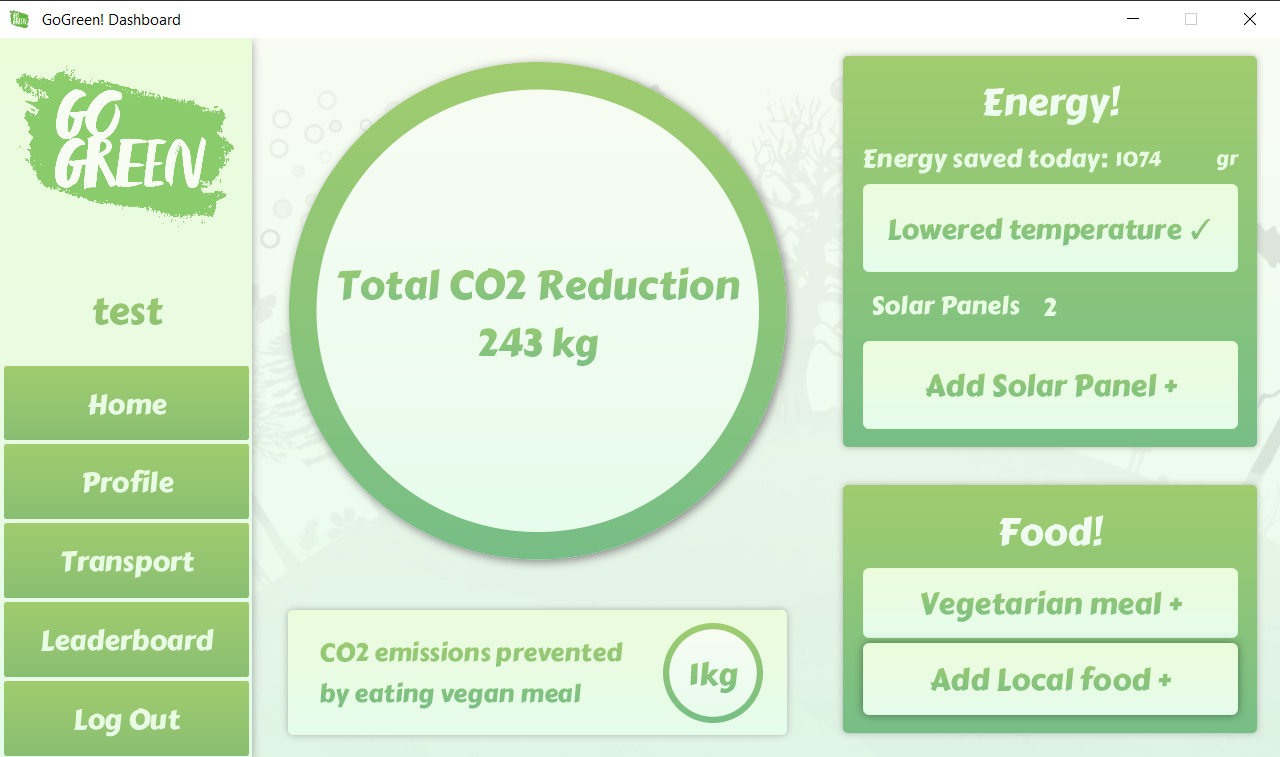 GoGreen! Dashboard
GO
GREEN
test
Home
Profile
Transport
Leaderboard
Log Out
Total CO2 Reduction
243 kg
CO2 emissions prevented
by eating vegan meal
1kg
Energy!
Energy saved today: 1074 gr
Lowered temperature ✓
Solar Panels 2
Add Solar Panel +
Food!
Vegetarian meal +
Add Local food +